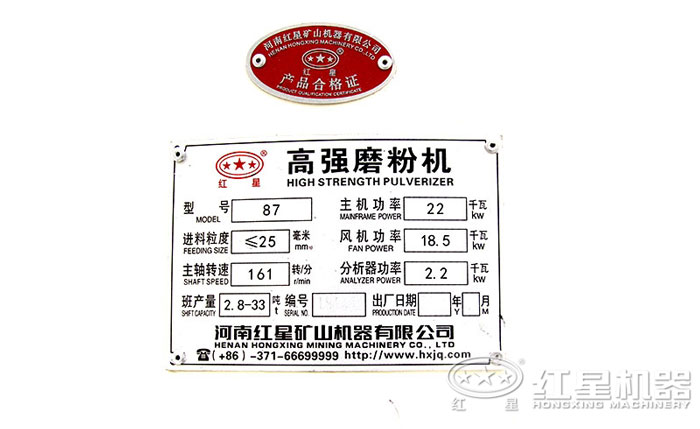 河南红星矿山机器有限公司
HENAN HONGXING MACHINERY CO.,LTD
®
红 星
产品合格证
PRODUCT QUALIFICATION CERTIFICATE
® 高强磨粉机
红 星 HIGH STRENGTH PULVERIZER
型 号 87 主机功率 22 千瓦
MODEL MAINFRAME POWER kw
进料粒度 ≤25 毫米 风机功率 18.5 千瓦
FEEDING SIZE mm FAN POWER kw
主轴转速 161 转/分 分析器功率 2.2 千瓦
SHAFT SPEED r/min ANALYZER POWER kw
班产量 2.8-33 吨 编号 出厂日期 年 月
SHIFT CAPACITY t SERIAL NO. PRODUCTION DATE Y M
河南红星矿山机器有限公司
HENAN HONGXING MINING MACHINERY CO., LTD
☎(+86) -371-66699999 http://www.hxjq.com
® 红星机器
红 星 HONGXING MACHINERY